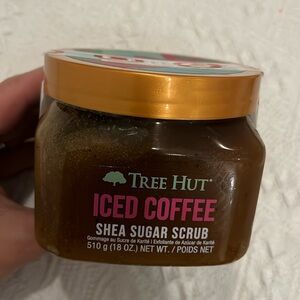 TREE HUT
ICED COFFEE
SHEA SUGAR SCRUB
Gommage au Sucre de Karité | Exfoliante de Azúcar de Karité
510 g (18 OZ.) NET WT. / POIDS NET